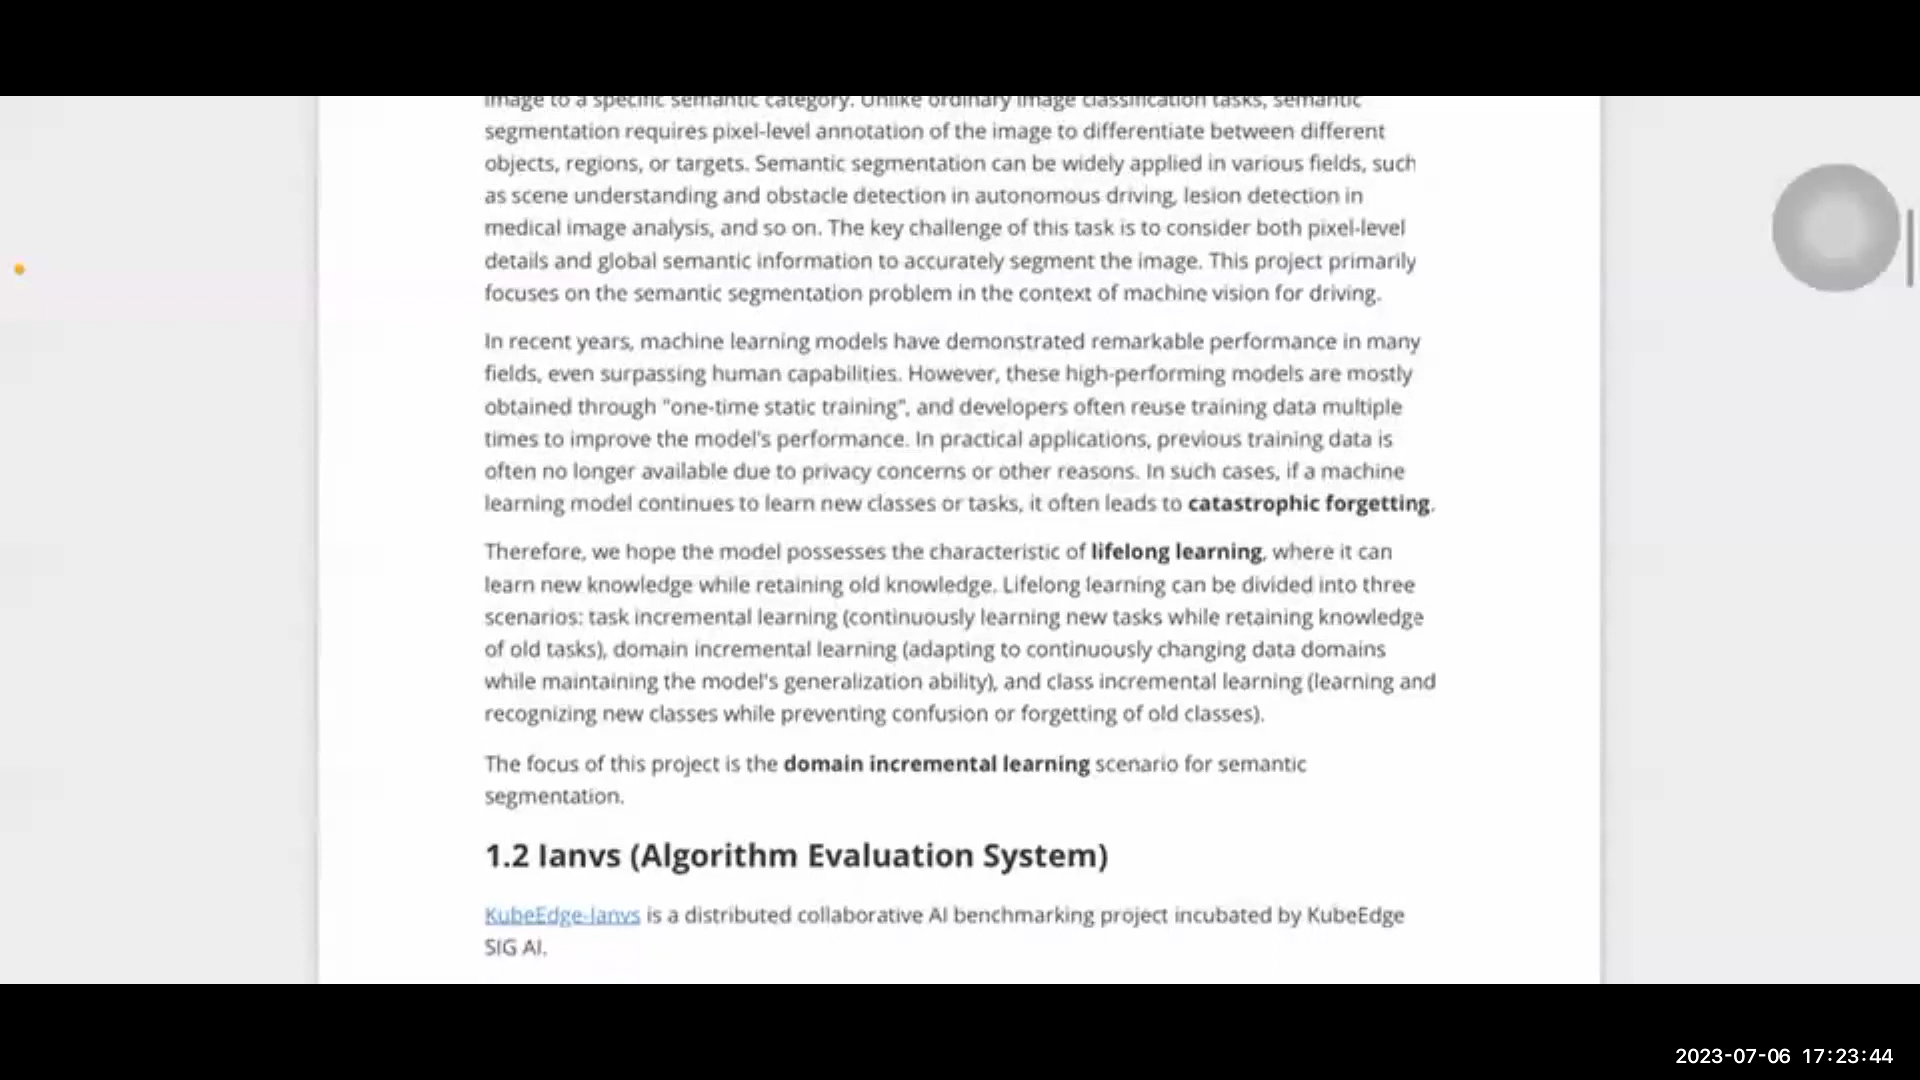 image to a specific semantic category. Unlike ordinary image classification tasks, semantic
segmentation requires pixel-level annotation of the image to differentiate between different
objects, regions, or targets. Semantic segmentation can be widely applied in various fields, such
as scene understanding and obstacle detection in autonomous driving, lesion detection in
medical image analysis, and so on. The key challenge of this task is to consider both pixel-level
details and global semantic information to accurately segment the image. This project primarily
focuses on the semantic segmentation problem in the context of machine vision for driving.
In recent years, machine learning models have demonstrated remarkable performance in many
fields, even surpassing human capabilities. However, these high-performing models are mostly
obtained through "one-time static training", and developers often reuse training data multiple
times to improve the model's performance. In practical applications, previous training data is
often no longer available due to privacy concerns or other reasons. In such cases, if a machine
learning model continues to learn new classes or tasks, it often leads to catastrophic forgetting.
Therefore, we hope the model possesses the characteristic of lifelong learning, where it can
learn new knowledge while retaining old knowledge. Lifelong learning can be divided into three
scenarios: task incremental learning (continuously learning new tasks while retaining knowledge
of old tasks), domain incremental learning (adapting to continuously changing data domains
while maintaining the model's generalization ability), and class incremental learning (learning and
recognizing new classes while preventing confusion or forgetting of old classes).
The focus of this project is the domain incremental learning scenario for semantic
segmentation.
1.2 Ianvs (Algorithm Evaluation System)
KubeEdge-Ianvs is a distributed collaborative AI benchmarking project incubated by KubeEdge
SIG AI.
2023-07-06 17:23:44